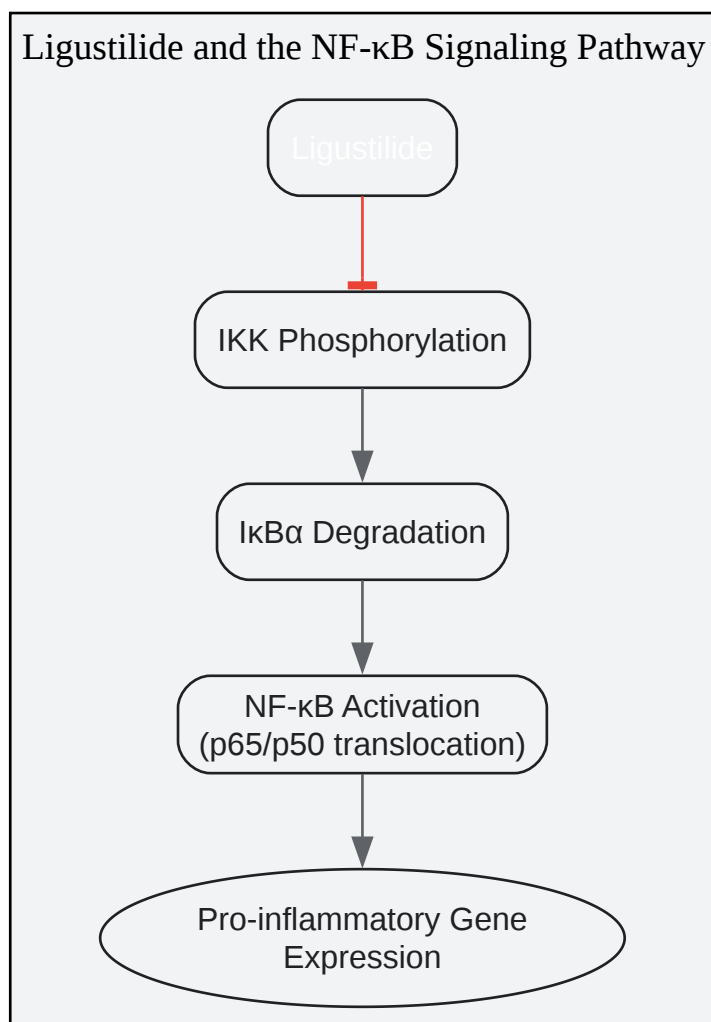 Ligustilide and the NF-κB Signaling Pathway
Ligustilide
IKK Phosphorylation
IκBα Degradation
NF-κB Activation
(p65/p50 translocation)
Pro-inflammatory Gene
Expression